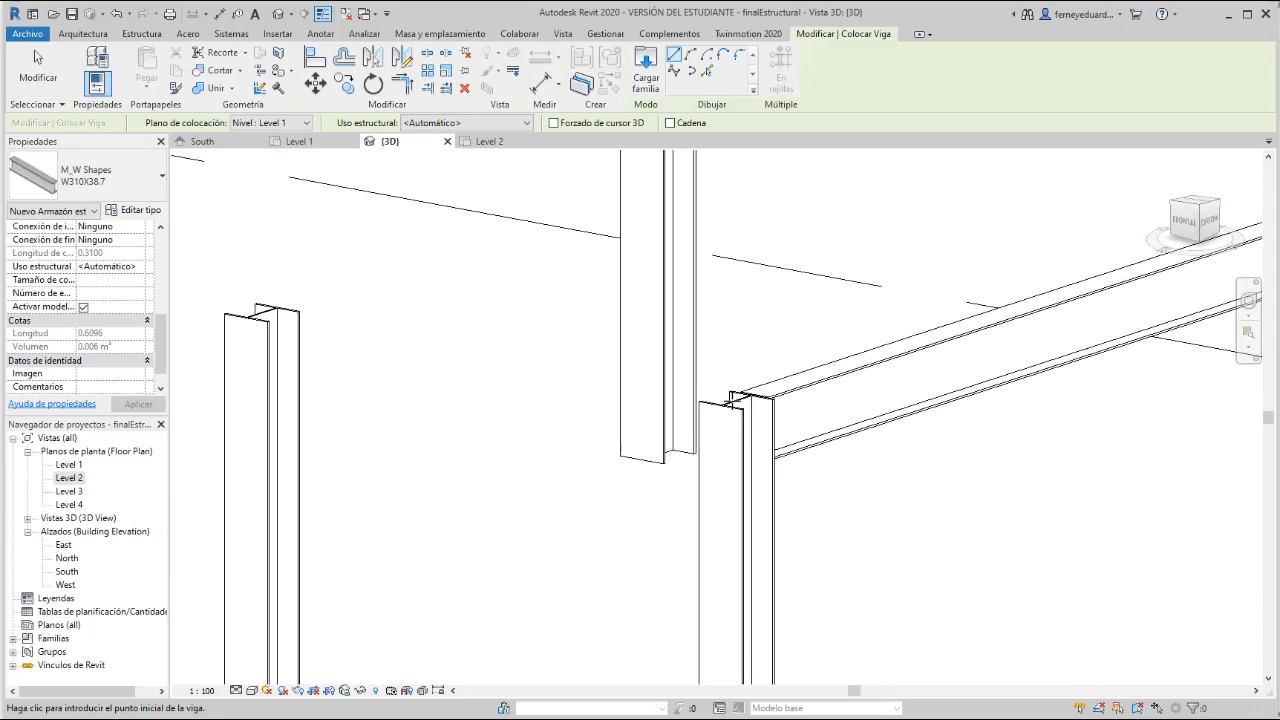 Autodesk Revit 2020 - VERSIÓN DEL ESTUDIANTE - finalEstructural - Vista 3D: {3D}
ferneyeduard...
Archivo Arquitectura Estructura Acero Sistemas Insertar Anotar Analizar Masa y emplazamiento Colaborar Vista Gestionar Complementos Twinmotion 2020 Modificar | Colocar Viga
Modificar Pegar Recorte Cortar Unir Cargar familia En rejillas
Seleccionar Propiedades Portapapeles Geometría Modificar Vista Medir Crear Modo Dibujar Múltiple
Modificar | Colocar Viga Plano de colocación: Nivel : Level 1 Uso estructural: <Automático> Forzado de cursor 3D Cadena
Propiedades
South Level 1 {3D} Level 2
M_W Shapes
W310X38.7
Nuevo Armazón est Editar tipo
Conexión de i... Ninguno
Conexión de fin Ninguno
Longitud de c... 0.3100
Uso estructural <Automático>
Tamaño de co...
Número de e...
Activar model...
Cotas
Longitud 0.6096
Volumen 0.006 m³
Datos de identidad
Imagen
Comentarios
Ayuda de propiedades Aplicar
Navegador de proyectos - finalEstr...
Vistas (all)
Planos de planta (Floor Plan)
Level 1
Level 2
Level 3
Level 4
Vistas 3D (3D View)
Alzados (Building Elevation)
East
North
South
West
Leyendas
Tablas de planificación/Cantidade
Planos (all)
Familias
Grupos
Vínculos de Revit
FRONTAL
1 : 100
Haga clic para introducir el punto inicial de la viga. :0 Modelo base :0